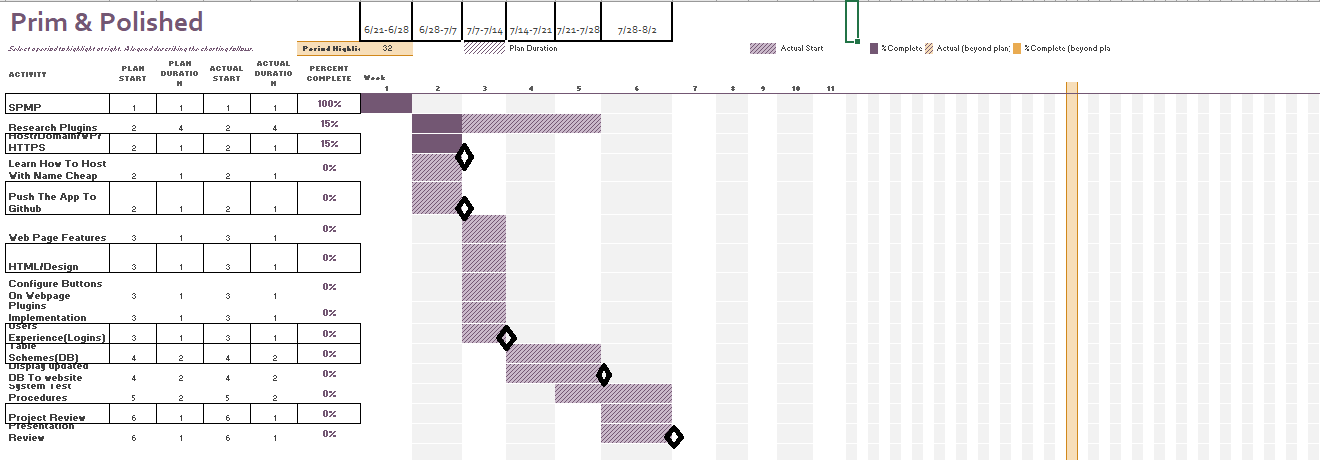 Prim & Polished
6/21-6/28 6/28-7/7 7/7-7/14 7/14-7/21 7/21-7/28 7/28-8/2
Select a period to highlight at right. A legend describing the charting follows.
Period Highli 32 Plan Duration Actual Start %Complete Actual (beyond plan) %Complete (beyond pla
ACTIVITY PLAN START PLAN DURATIO N ACTUAL START ACTUAL DURATIO N PERCENT COMPLETE Week
1 2 3 4 5 6 7 8 9 10 11
SPMP 1 1 1 1 100%
Research Plugins 2 4 2 4 15%
HTTPS 2 1 2 1 15%
Learn How To Host
With Name Cheap 2 1 2 1 0%
Push The App To
Github 2 1 2 1 0%
Web Page Features 3 1 3 1 0%
HTML/Design 3 1 3 1 0%
Configure Buttons
On Webpage 3 1 3 1 0%
Plugins
Implementation 3 1 3 1 0%
Users
Experience(Logins) 3 1 3 1 0%
Table
Schemes(DB) 4 2 4 2 0%
Display updated
DB To website 4 2 4 2 0%
System Test
Procedures 5 2 5 2 0%
Project Review 6 1 6 1 0%
Presentation
Review 6 1 6 1 0%